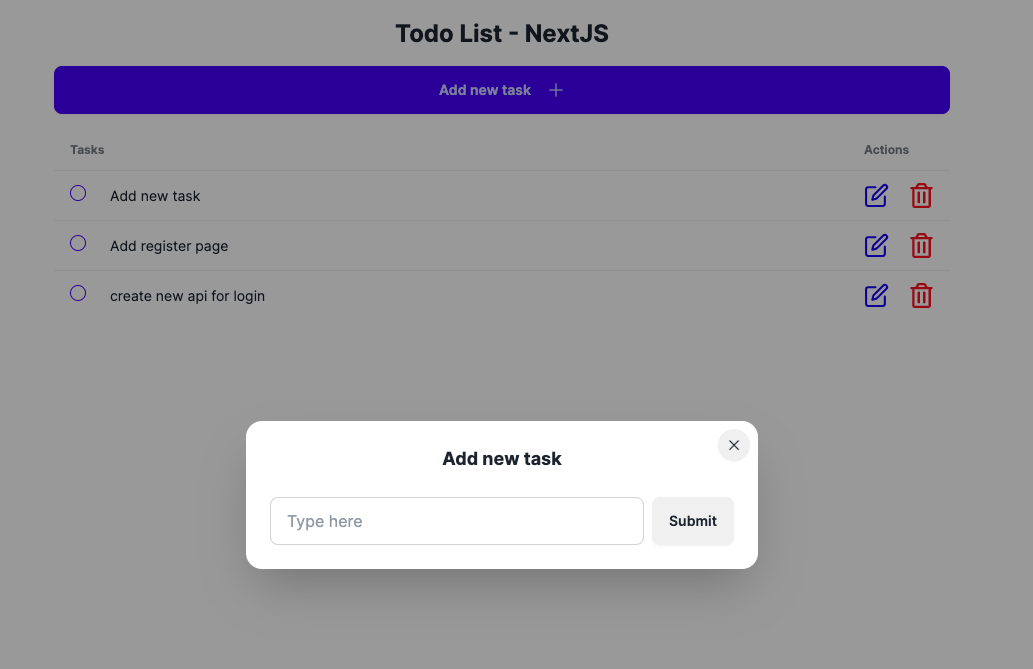 Todo List - NextJS
Add new task
Tasks Actions
Add new task
Add register page
create new api for login
Add new task
Type here Submit